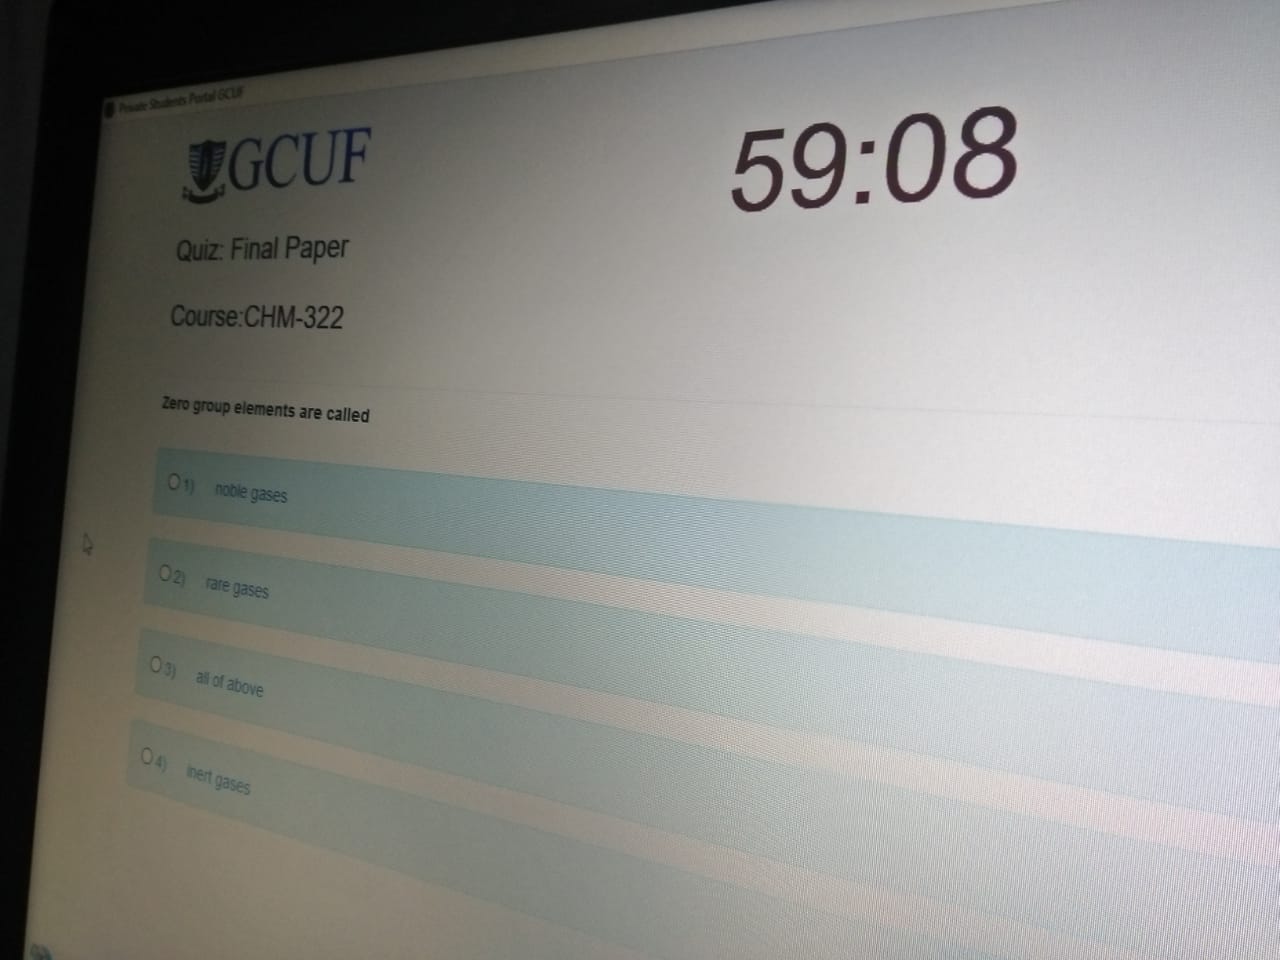 Private Students Portal GCUF
GCUF
59:08
Quiz: Final Paper
Course:CHM-322
Zero group elements are called
1) noble gases
2) rare gases
3) all of above
4) inert gases